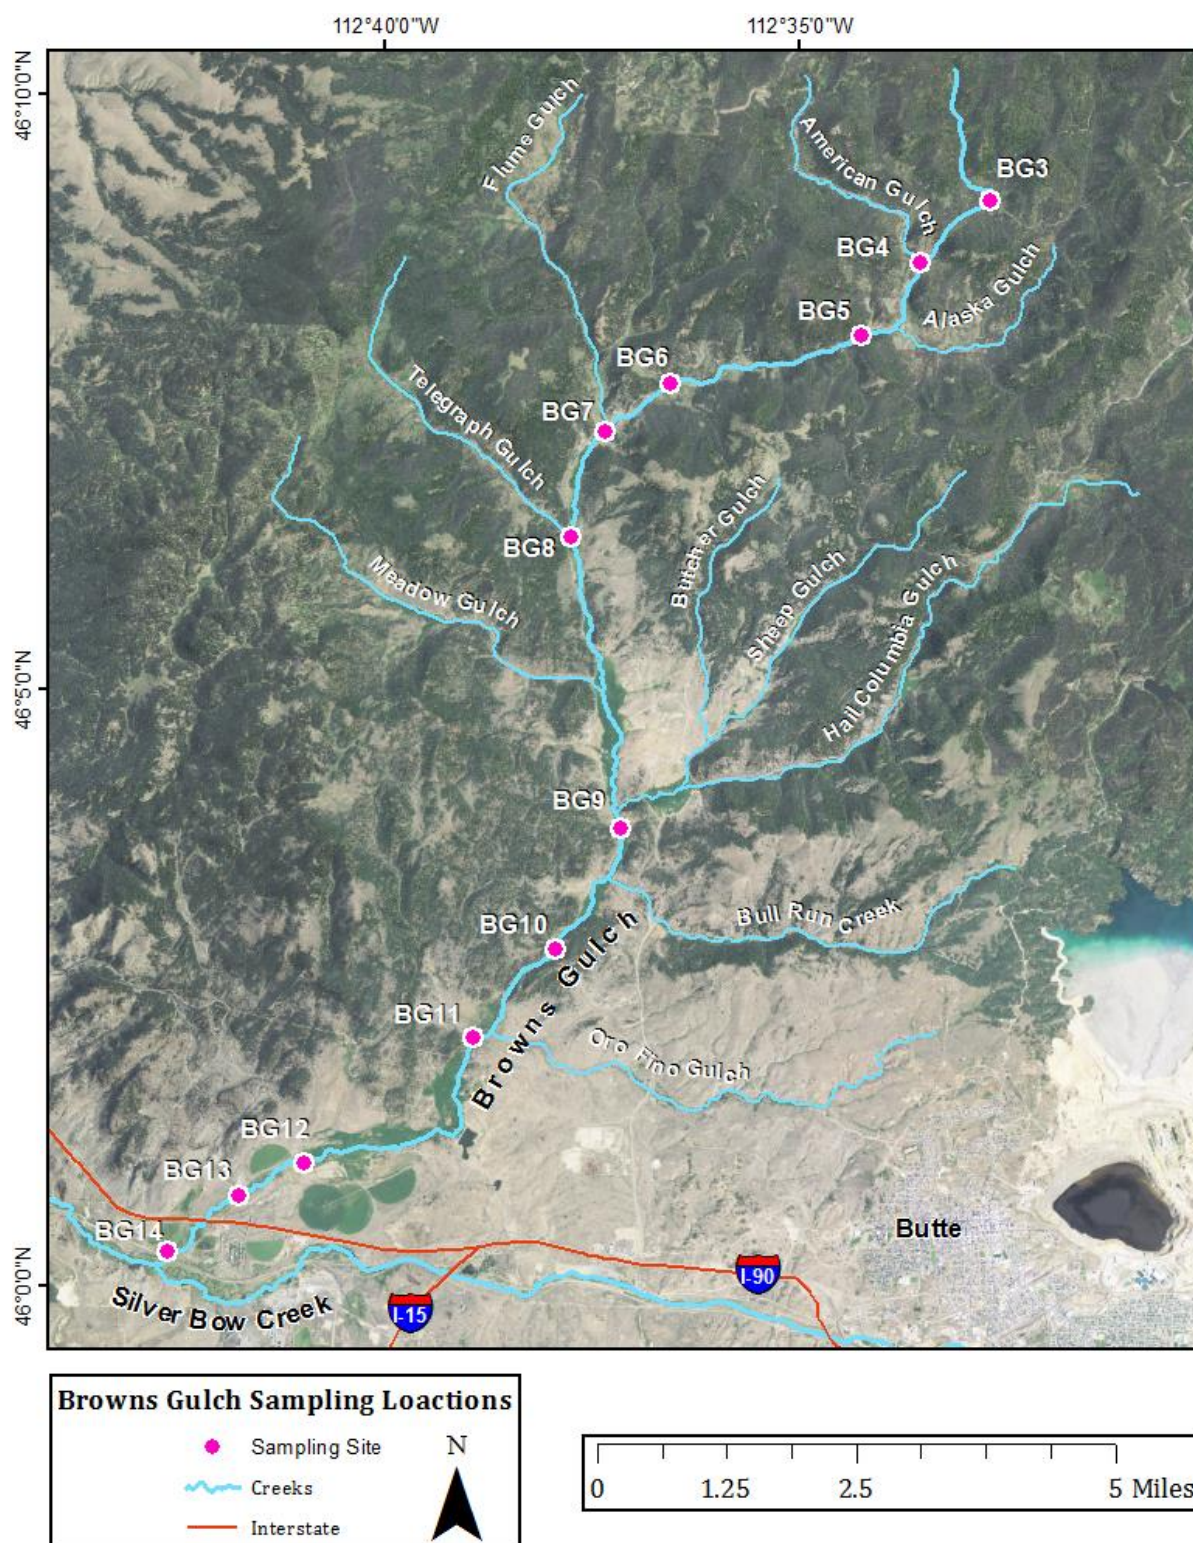 112°40'0"W
112°35'0"W
46°10'0"N
46°5'0"N
46°0'0"N
Flume Gulch
American Gulch
BG3
BG4
Alaska Gulch
BG5
BG6
BG7
Telegraph Gulch
BG8
Butcher Gulch
Sheep Gulch
Hail Columbia Gulch
Meadow Gulch
BG9
Bull Run Creek
BG10
Browns Gulch
BG11
Oro Fino Gulch
BG12
BG13
BG14
Butte
I-90
I-15
Silver Bow Creek
Browns Gulch Sampling Loactions
Sampling Site
N
Creeks
Interstate
0
1.25
2.5
5 Miles